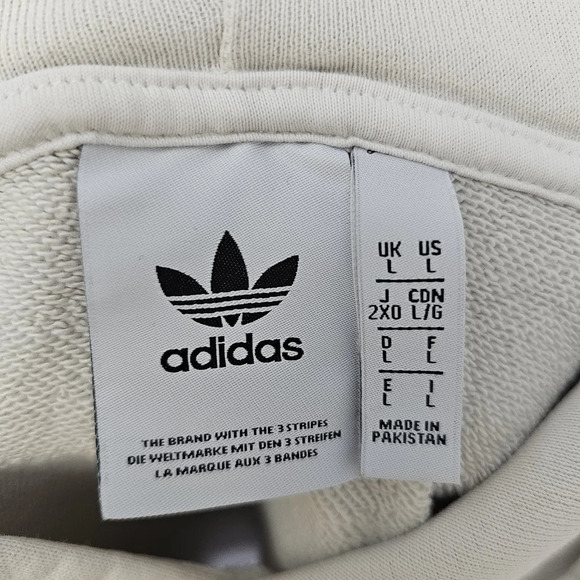 adidas
THE BRAND WITH THE 3 STRIPES
DIE WELTMARKE MIT DEN 3 STREIFEN
LA MARQUE AUX 3 BANDES
UK US
L L
J CDN
2XO L/G
D F
L L
E I
L L
MADE IN
PAKISTAN